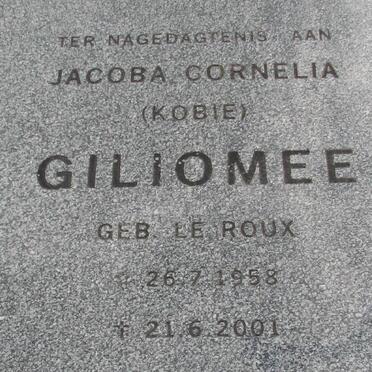 TER NAGEDAGTENIS AAN
JACOBA CORNELIA
(KOBIE)
GILIOMEE
GEB. LE ROUX
☆ 26.7.1958
† 21.6.2001